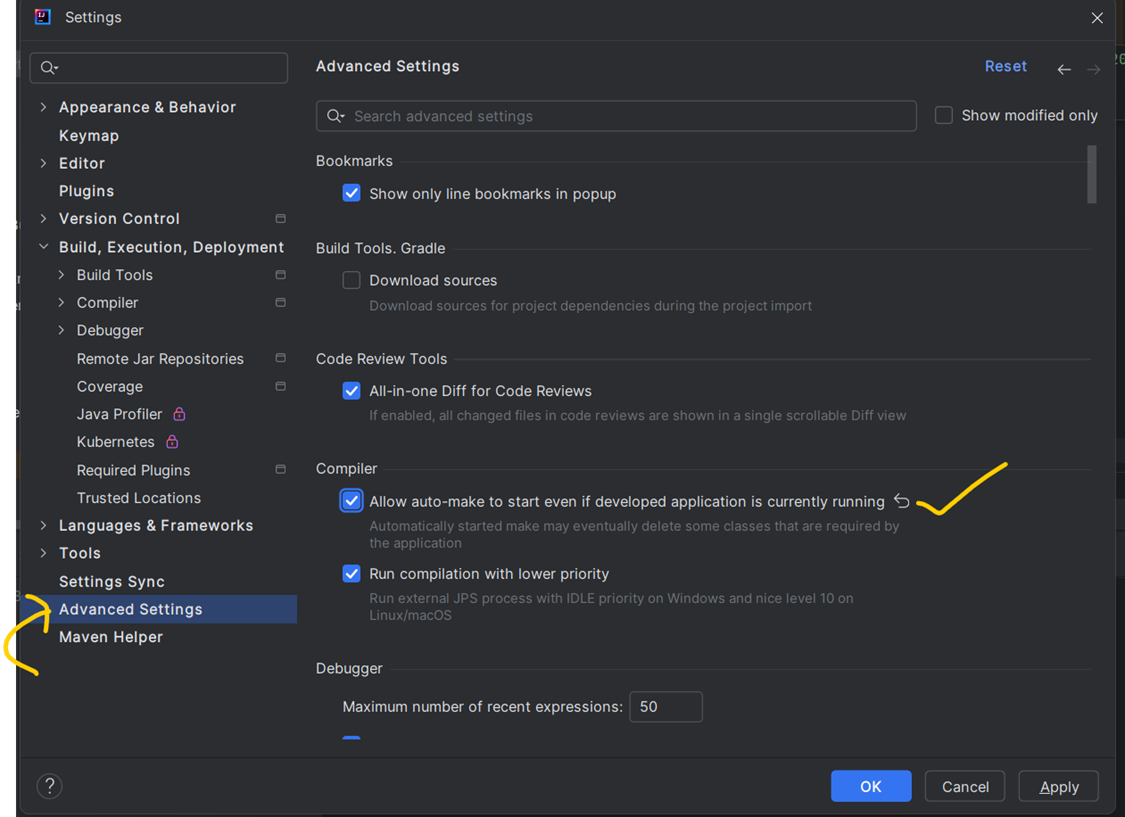 Settings
Advanced Settings
Reset
Search advanced settings
Show modified only
Appearance & Behavior
Keymap
Editor
Plugins
Version Control
Build, Execution, Deployment
Build Tools
Compiler
Debugger
Remote Jar Repositories
Coverage
Java Profiler
Kubernetes
Required Plugins
Trusted Locations
Languages & Frameworks
Tools
Settings Sync
Advanced Settings
Maven Helper
Bookmarks
Show only line bookmarks in popup
Build Tools. Gradle
Download sources
Download sources for project dependencies during the project import
Code Review Tools
All-in-one Diff for Code Reviews
If enabled, all changed files in code reviews are shown in a single scrollable Diff view
Compiler
Allow auto-make to start even if developed application is currently running
Automatically started make may eventually delete some classes that are required by
the application
Run compilation with lower priority
Run external JPS process with IDLE priority on Windows and nice level 10 on
Linux/macOS
Debugger
Maximum number of recent expressions: 50
?
OK
Cancel
Apply